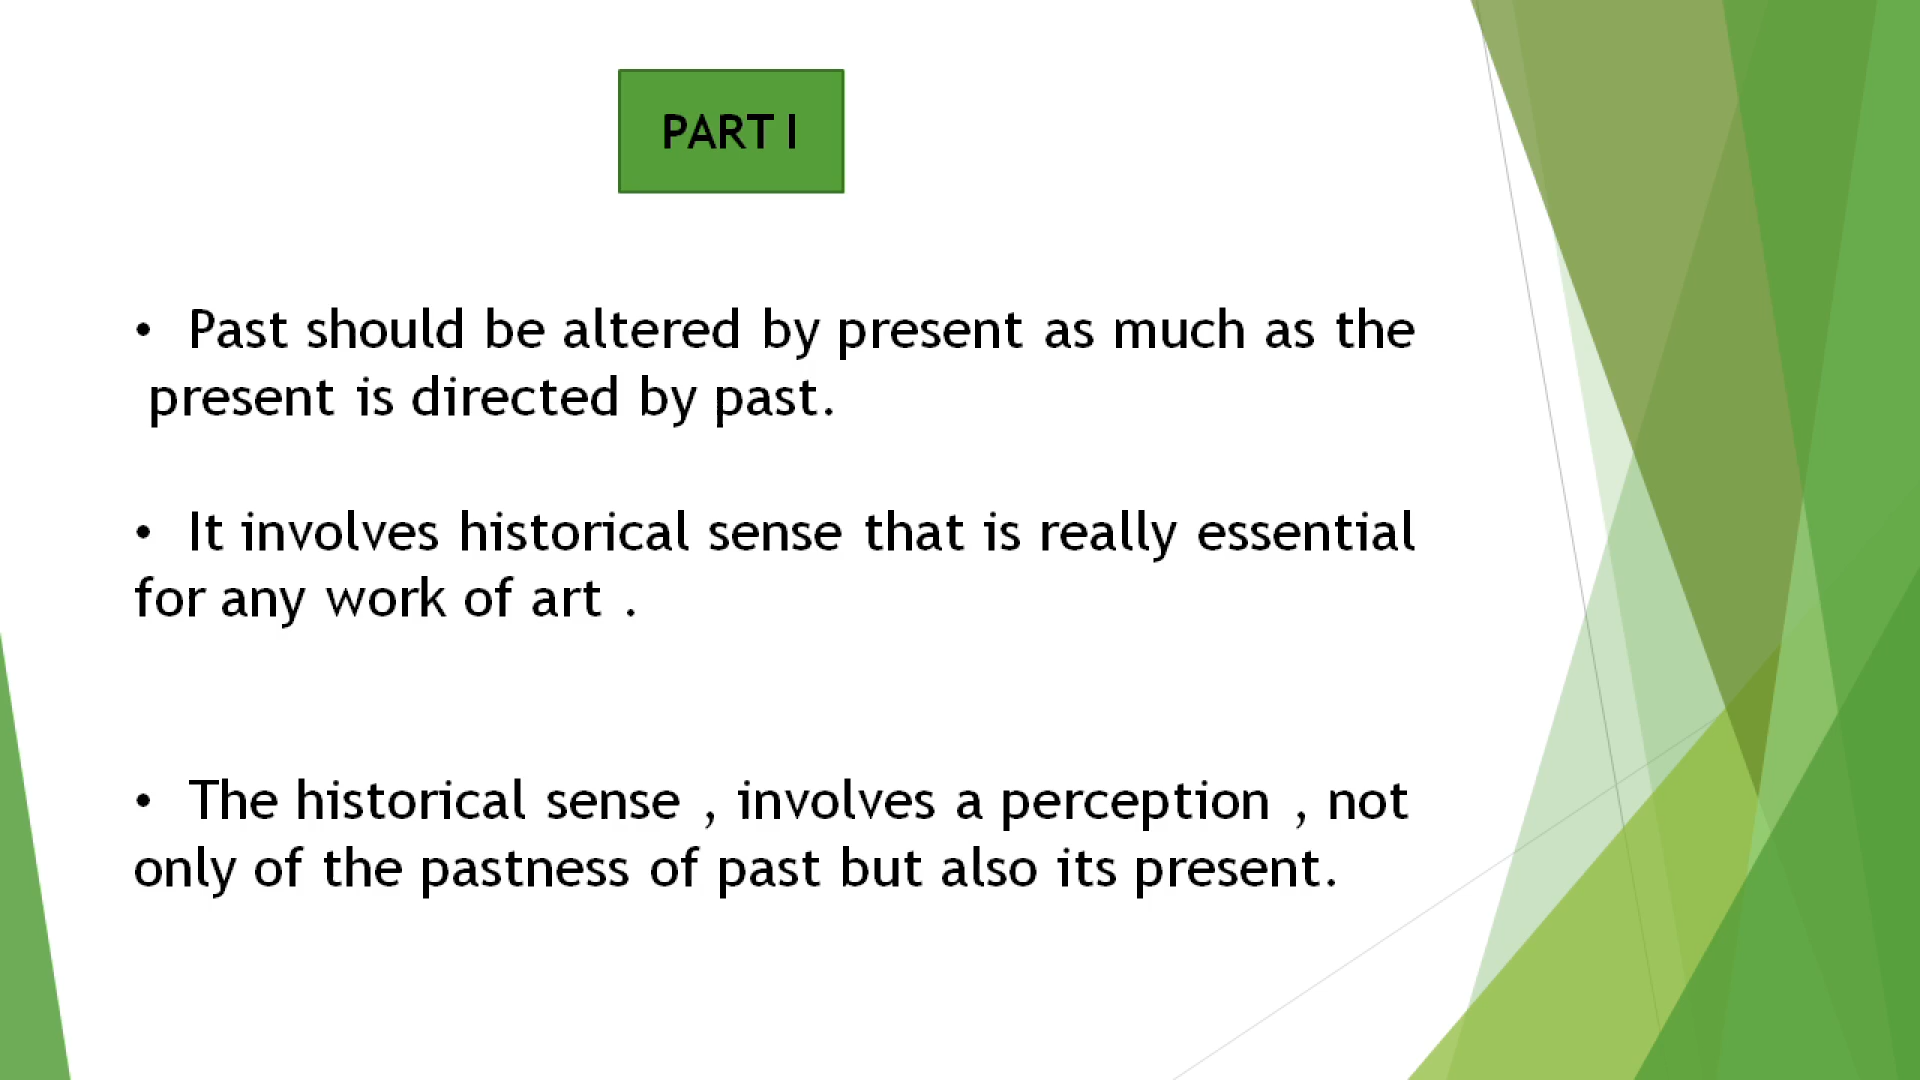 PART I
• Past should be altered by present as much as the
present is directed by past.
• It involves historical sense that is really essential
for any work of art .
• The historical sense , involves a perception , not
only of the pastness of past but also its present.